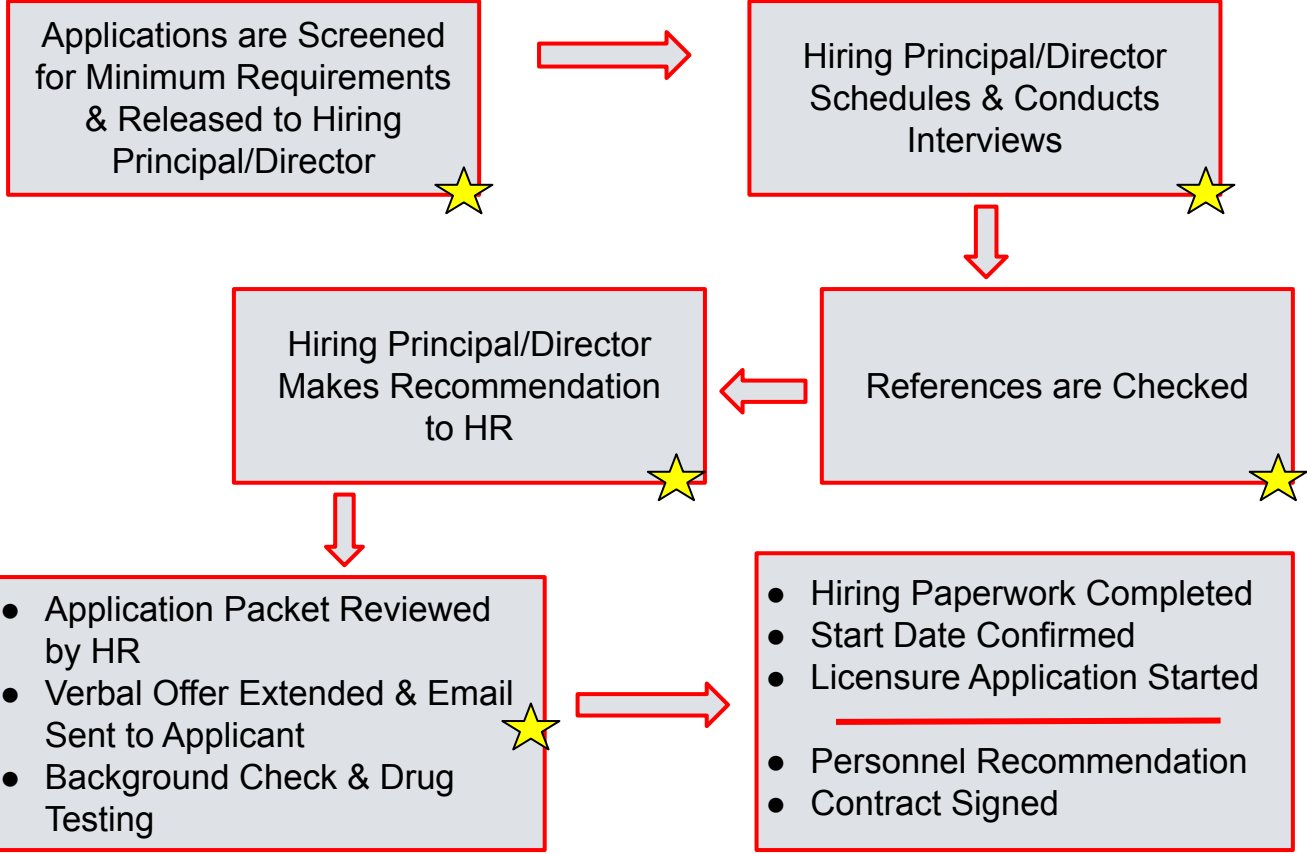 Applications are Screened
for Minimum Requirements
& Released to Hiring
Principal/Director
Hiring Principal/Director
Schedules & Conducts
Interviews
References are Checked
Hiring Principal/Director
Makes Recommendation
to HR
● Application Packet Reviewed
by HR
● Verbal Offer Extended & Email
Sent to Applicant
● Background Check & Drug
Testing
● Hiring Paperwork Completed
● Start Date Confirmed
● Licensure Application Started
● Personnel Recommendation
● Contract Signed